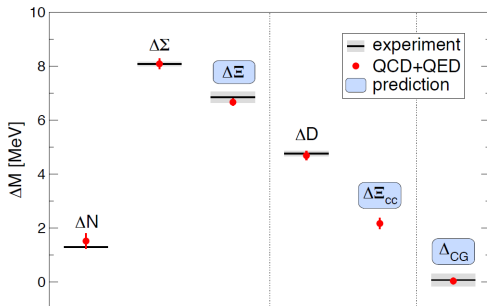 10
8
6
4
2
0
ΔM [MeV]
experiment
QCD+QED
prediction
ΔN
ΔΣ
ΔΞ
ΔD
ΔΞcc
ΔCG